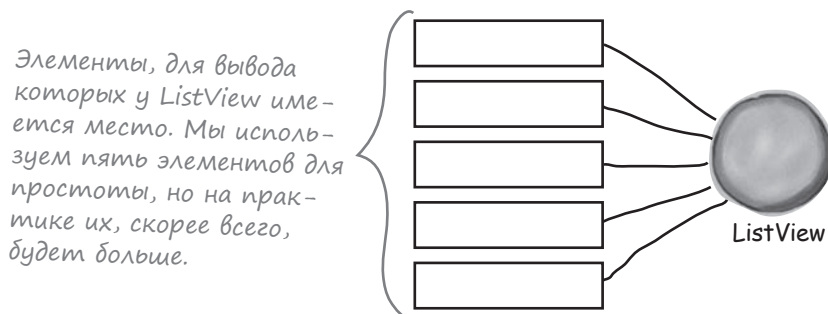 Элементы, для вывода
которых у ListView име-
ется место. Мы исполь-
зуем пять элементов для
простоты, но на прак-
тике их, скорее всего,
будет больше.
ListView